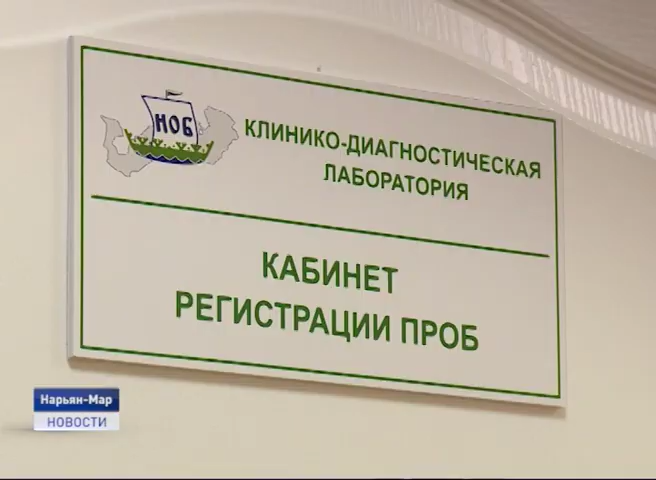 НОБ
КЛИНИКО-ДИАГНОСТИЧЕСКАЯ
ЛАБОРАТОРИЯ
КАБИНЕТ
РЕГИСТРАЦИИ ПРОБ
Нарьян-Мар
НОВОСТИ